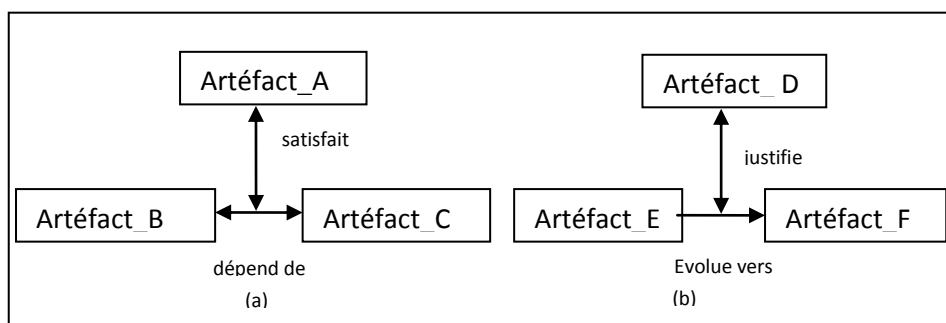 Artéfact_A
satisfait
Artéfact_B
Artéfact_C
dépend de
(a)
Artéfact_ D
justifie
Artéfact_E
Artéfact_F
Evolue vers
(b)